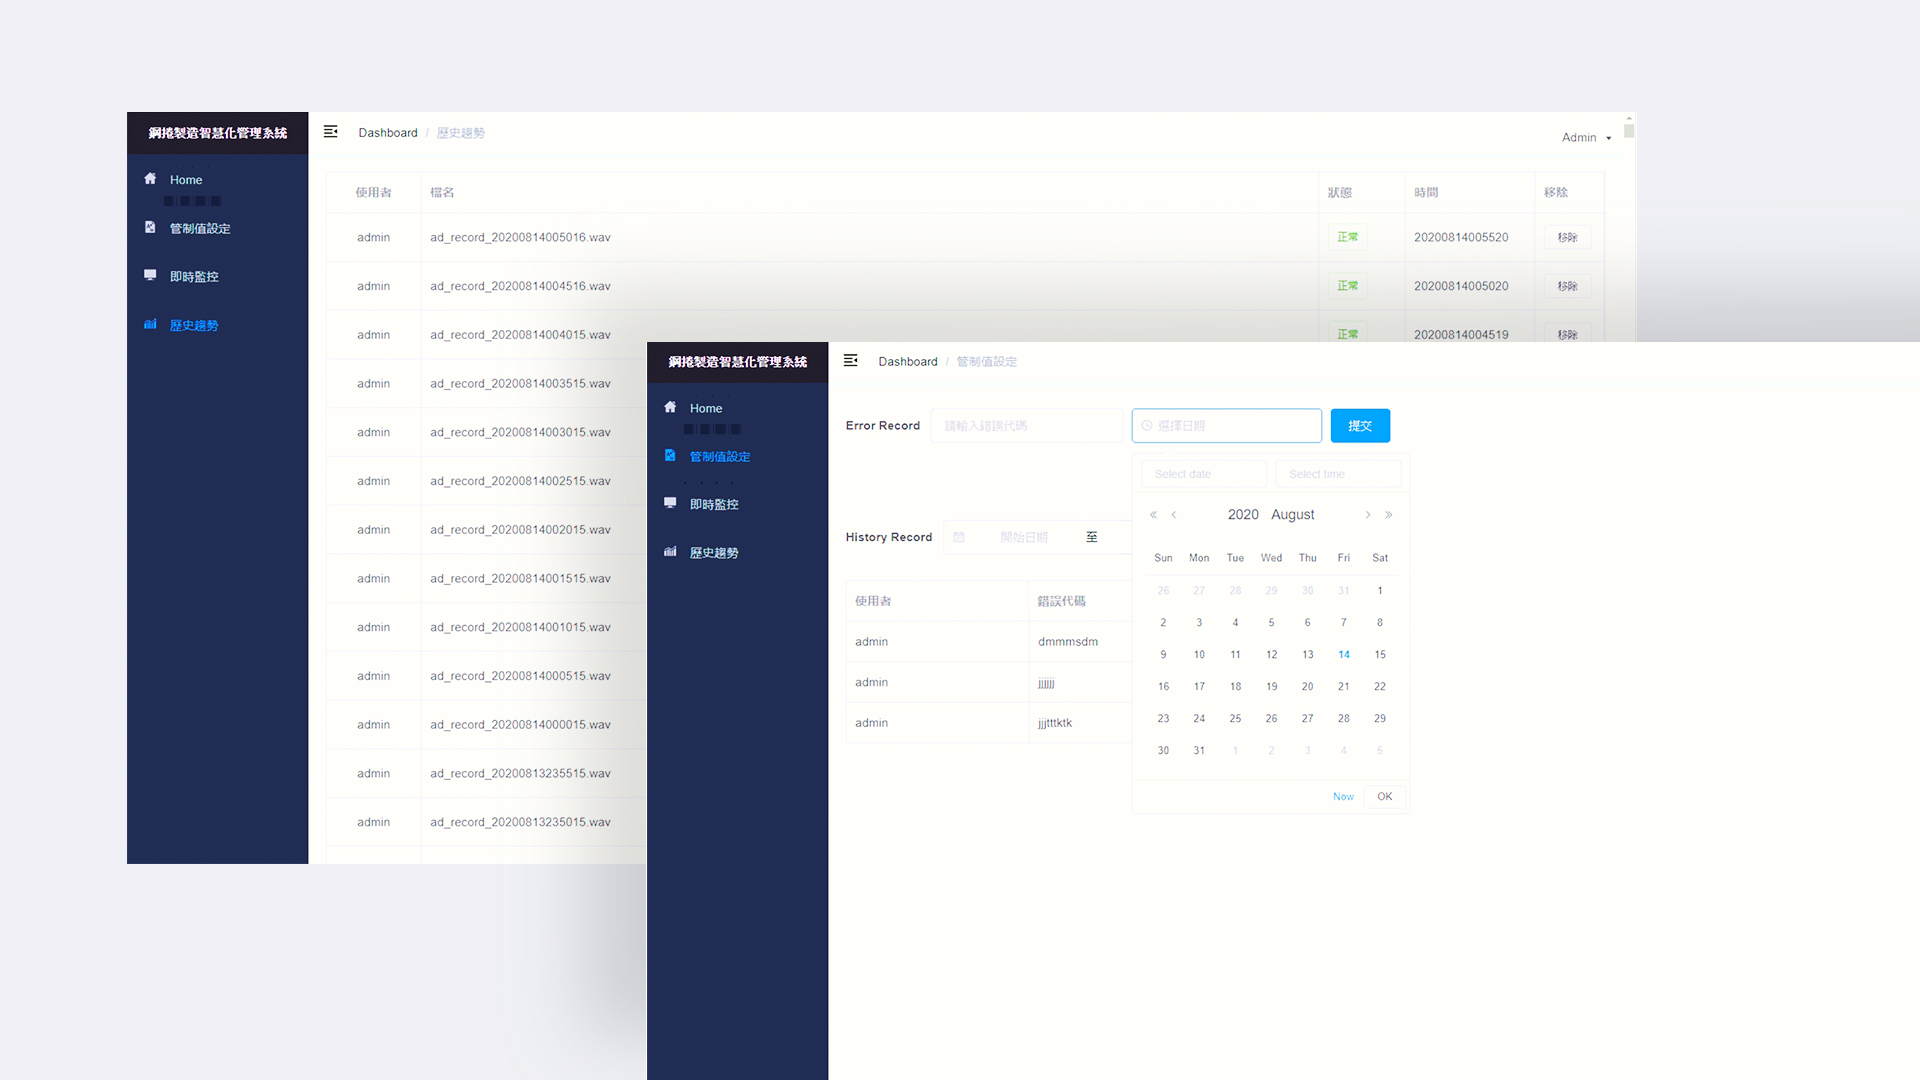 鋼捲製造智慧化管理系統
Dashboard / 歷史趨勢
Admin
Home
管制值設定
即時監控
歷史趨勢
使用者 檔名 狀態 時間 移除
admin ad_record_20200814005016.wav 正常 20200814005520 移除
admin ad_record_20200814004516.wav 正常 20200814005020 移除
admin ad_record_20200814004015.wav 正常 20200814004519 移除
admin ad_record_20200814003515.wav
admin ad_record_20200814003015.wav
admin ad_record_20200814002515.wav
admin ad_record_20200814002015.wav
admin ad_record_20200814001515.wav
admin ad_record_20200814001015.wav
admin ad_record_20200814000515.wav
admin ad_record_20200814000015.wav
admin ad_record_20200813235515.wav
admin ad_record_20200813235015.wav
鋼捲製造智慧化管理系統
Dashboard / 管制值設定
Home
管制值設定
即時監控
歷史趨勢
Error Record 請輸入錯誤代碼 選擇日期 提交
Select date Select time
« ‹ 2020 August › »
Sun Mon Tue Wed Thu Fri Sat
26 27 28 29 30 31 1
2 3 4 5 6 7 8
9 10 11 12 13 14 15
16 17 18 19 20 21 22
23 24 25 26 27 28 29
30 31 1 2 3 4 5
Now OK
History Record 開始日期 至
使用者 錯誤代碼
admin dmmmsdm
admin jjjjjj
admin jjjtttktk